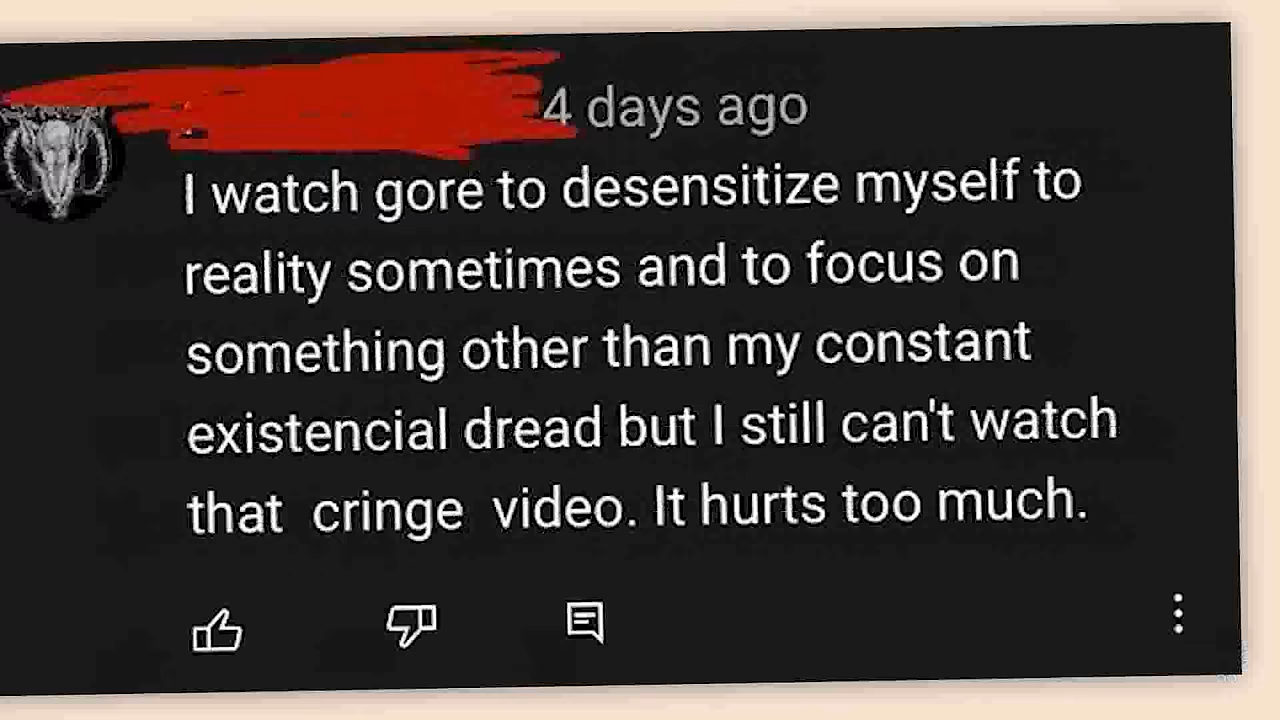 4 days ago
I watch gore to desensitize myself to
reality sometimes and to focus on
something other than my constant
existencial dread but I still can't watch
that cringe video. It hurts too much.